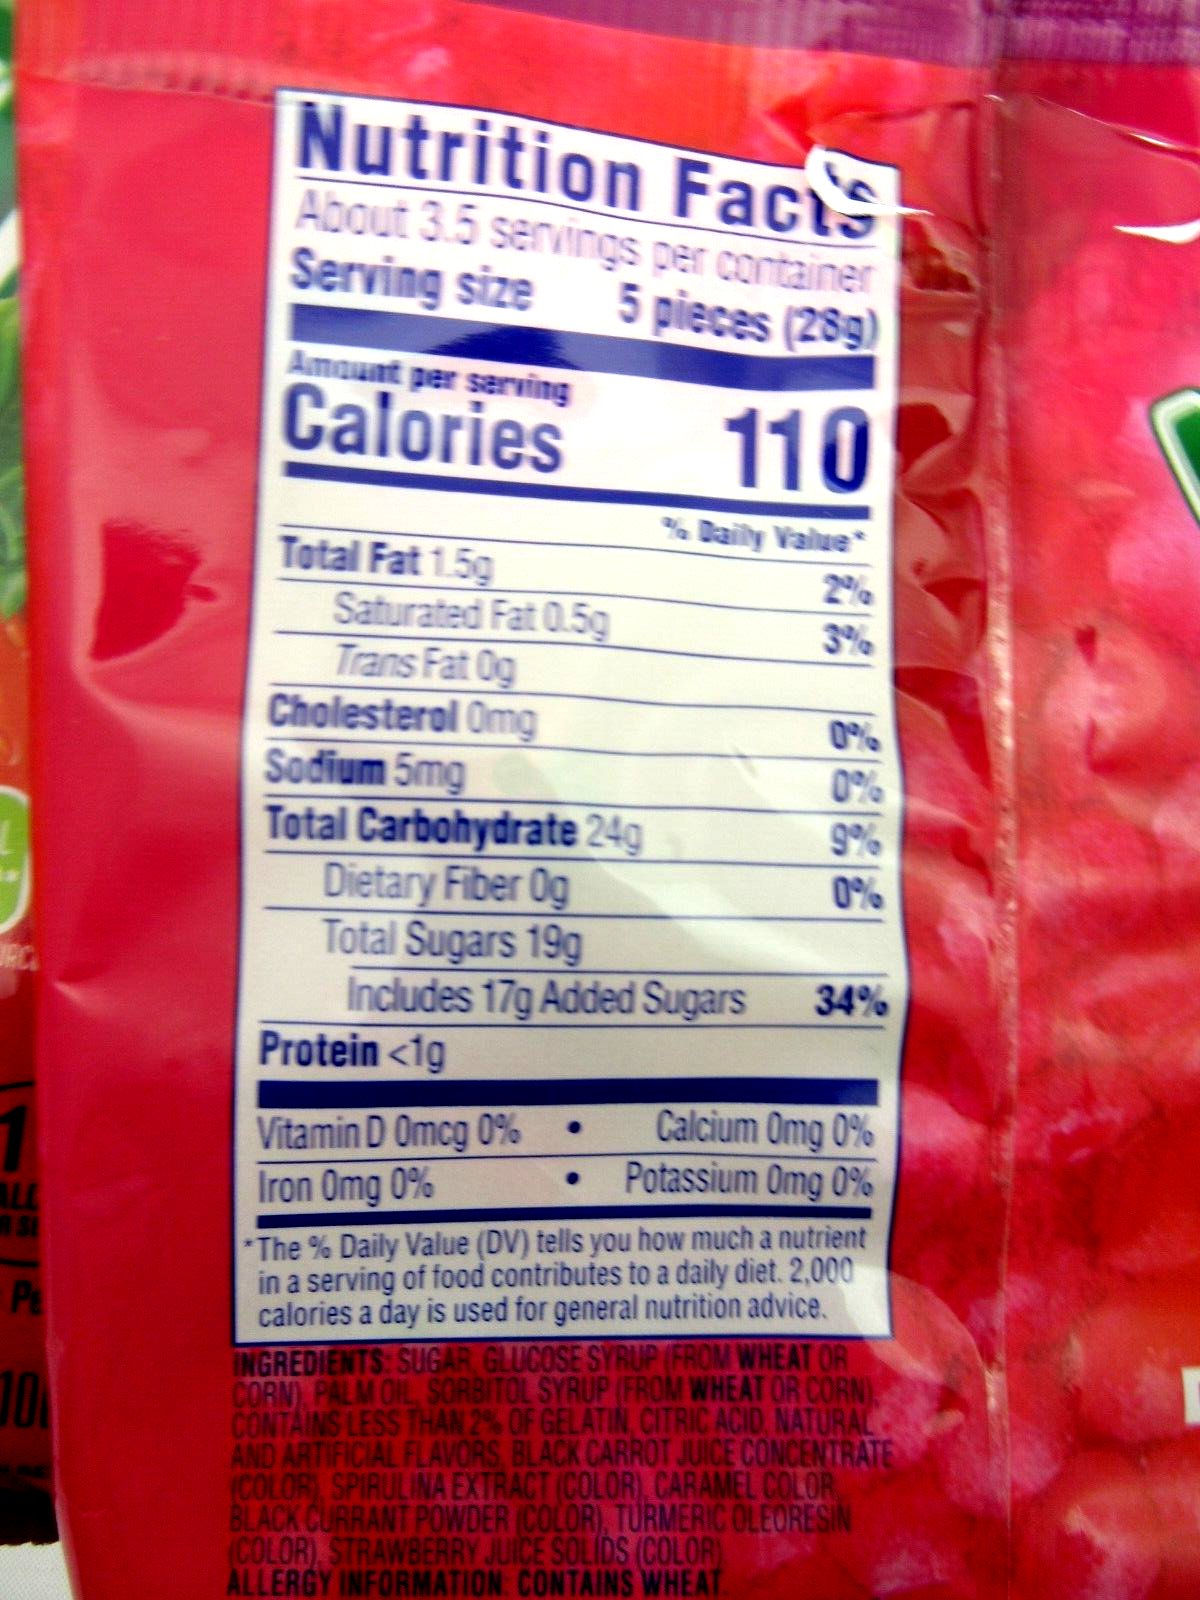 Nutrition Facts
About 3.5 servings per container
Serving size 5 pieces (28g)
Amount per serving
Calories 110
% Daily Value*
Total Fat 1.5g 2%
Saturated Fat 0.5g 3%
Trans Fat 0g
Cholesterol 0mg 0%
Sodium 5mg 0%
Total Carbohydrate 24g 9%
Dietary Fiber 0g 0%
Total Sugars 19g
Includes 17g Added Sugars 34%
Protein <1g
Vitamin D 0mcg 0% • Calcium 0mg 0%
Iron 0mg 0% • Potassium 0mg 0%
*The % Daily Value (DV) tells you how much a nutrient
in a serving of food contributes to a daily diet. 2,000
calories a day is used for general nutrition advice.
INGREDIENTS: SUGAR, GLUCOSE SYRUP (FROM WHEAT OR
CORN), PALM OIL, SORBITOL SYRUP (FROM WHEAT OR CORN),
CONTAINS LESS THAN 2% OF GELATIN, CITRIC ACID, NATURAL
AND ARTIFICIAL FLAVORS, BLACK CARROT JUICE CONCENTRATE
(COLOR), SPIRULINA EXTRACT (COLOR), CARAMEL COLOR,
BLACK CURRANT POWDER (COLOR), TURMERIC OLEORESIN
(COLOR), STRAWBERRY JUICE SOLIDS (COLOR)
ALLERGY INFORMATION: CONTAINS WHEAT